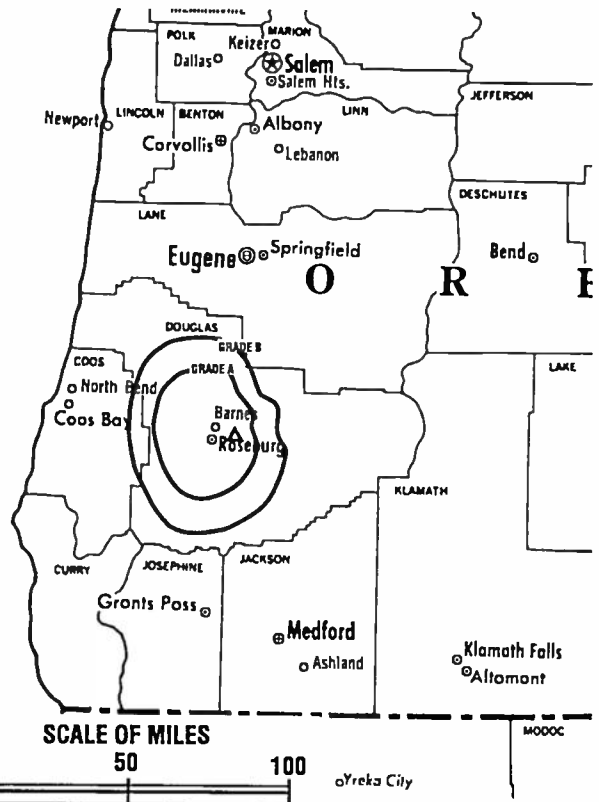 POLK
MARION
Keizer
Dallas
Salem
Salem Hts.
JEFFERSON
LINCOLN
BENTON
LINN
Newport
Albany
Corvallis
Lebanon
DESCHUTES
LANE
Eugene
Springfield
Bend
O R E
DOUGLAS
GRADE B
COOS
GRADE A
LAKE
North Bend
Coos Bay
Barnes
Roseburg
KLAMATH
CURRY
JOSEPHINE
JACKSON
Grants Pass
Medford
Ashland
Klamath Falls
Altamont
SCALE OF MILES
MODOC
50
100
Yreka City